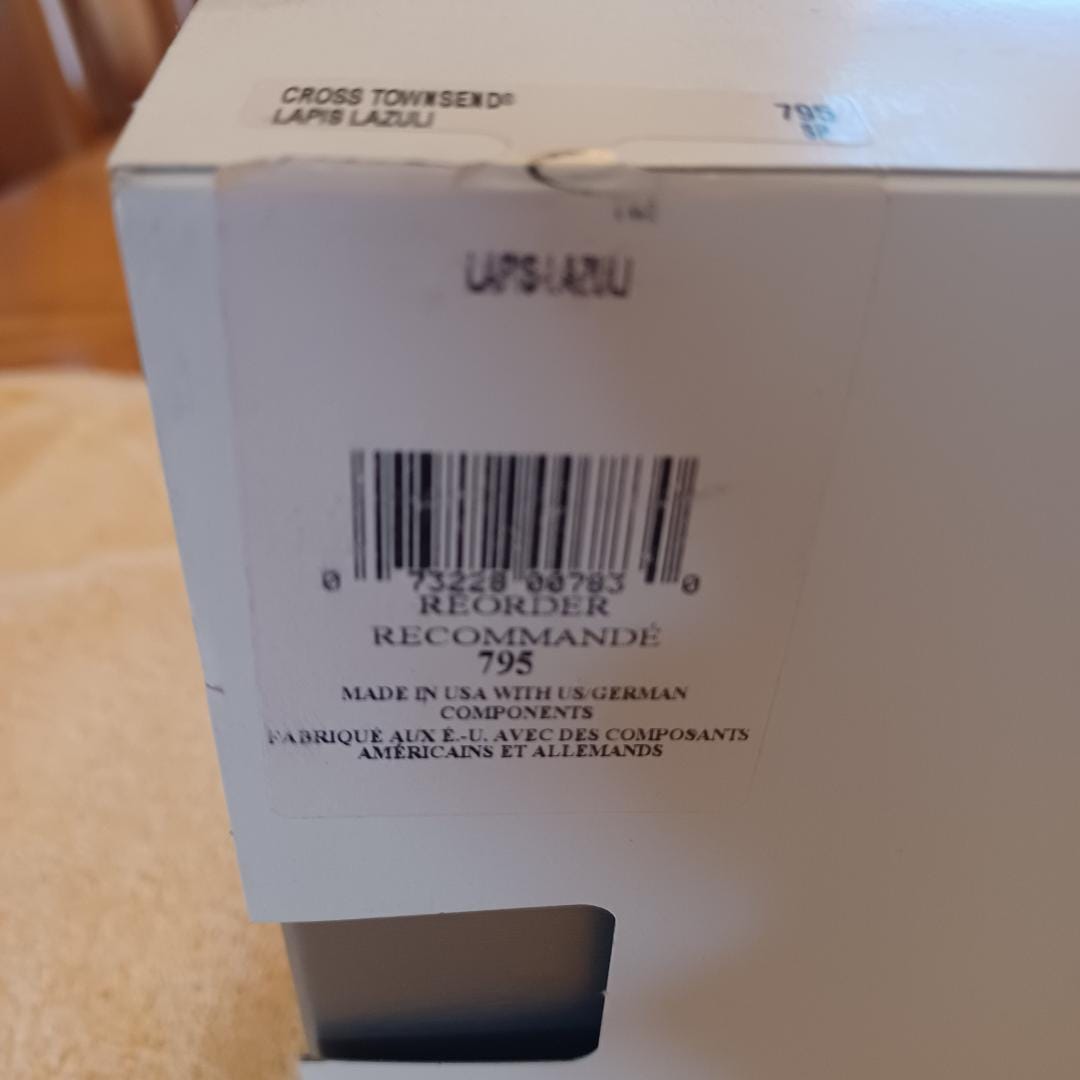 CROSS TOWNSEND®
LAPIS LAZULI
795
LAPIS LAZULI
0 73228 00783 0
REORDER
RECOMMANDÉ
795
MADE IN USA WITH US/GERMAN
COMPONENTS
FABRIQUÉ AUX É.-U. AVEC DES COMPOSANTS
AMÉRICAINS ET ALLEMANDS